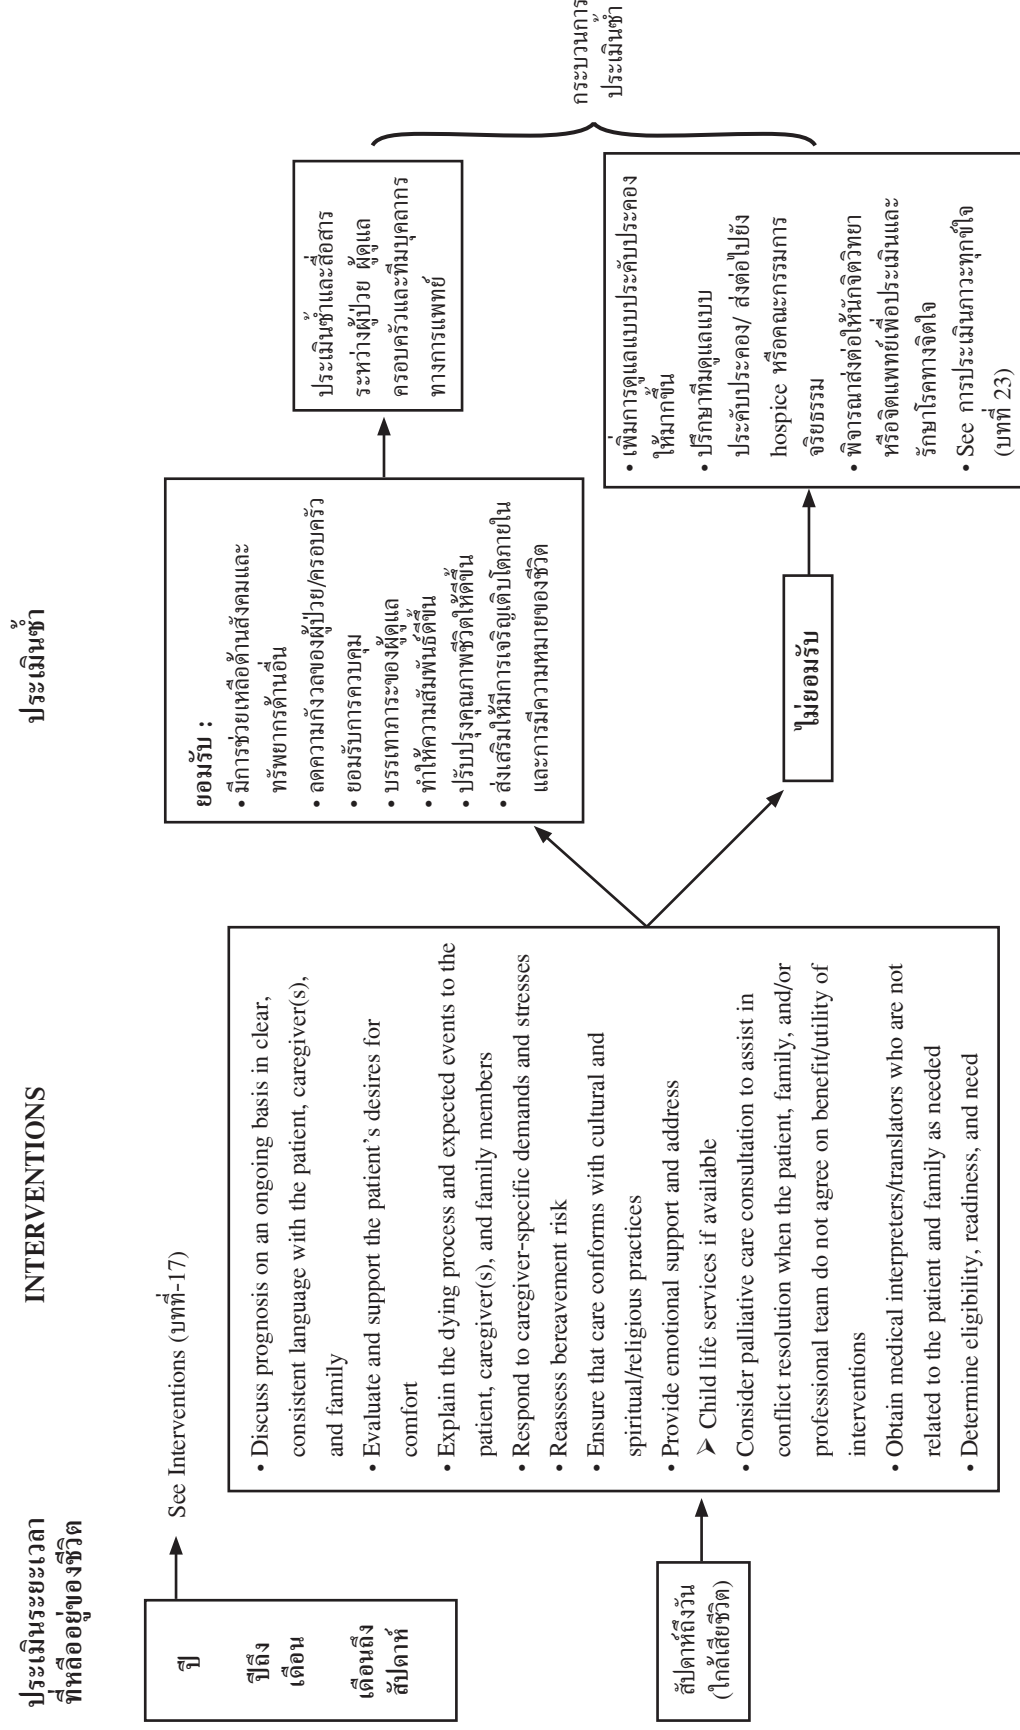 ประเมินระยะเวลา
ที่หลืออยู่ของชีวิต
INTERVENTIONS
ประเมินซ้ำ
ปี
ปีถึง
เดือน
เดือนถึง
สัปดาห์
See Interventions (บทที่-17)
สัปดาห์ถึงวัน
(ใกล้เสียชีวิต)
• Discuss prognosis on an ongoing basis in clear,
consistent language with the patient, caregiver(s),
and family
• Evaluate and support the patient's desires for
comfort
• Explain the dying process and expected events to the
patient, caregiver(s), and family members
• Respond to caregiver-specific demands and stresses
• Reassess bereavement risk
• Ensure that care conforms with cultural and
spiritual/religious practices
• Provide emotional support and address
➢ Child life services if available
• Consider palliative care consultation to assist in
conflict resolution when the patient, family, and/or
professional team do not agree on benefit/utility of
interventions
• Obtain medical interpreters/translators who are not
related to the patient and family as needed
• Determine eligibility, readiness, and need
ยอมรับ :
• มีการช่วยเหลือด้านสังคมและ
ทรัพยากรด้านอื่น
• ลดความกังวลของผู้ป่วย/ครอบครัว
• ยอมรับการควบคุม
• บรรเทาภาระของผู้ดูแล
• ทำให้ความสัมพันธ์ดีขึ้น
• ปรับปรุงคุณภาพชีวิตให้ดีขึ้น
• ส่งเสริมให้มีการเจริญเติบโตภายใน
และการมีความหมายของชีวิต
ไม่ยอมรับ
ประเมินซ้ำและสื่อสาร
ระหว่างผู้ป่วย ผู้ดูแล
ครอบครัวและทีมบุคลากร
ทางการแพทย์
• เพิ่มการดูแลแบบประคับประคอง
ให้มากขึ้น
• ปรึกษาทีมดูแลแบบ
ประคับประคอง/ ส่งต่อไปยัง
hospice หรือคณะกรรมการ
จริยธรรม
• พิจารณาส่งต่อให้นักจิตวิทยา
หรือจิตแพทย์เพื่อประเมินและ
รักษาโรคทางจิตใจ
• See การประเมินภาวะทุกข์ใจ
(บทที่ 23)
กระบวนการ
ประเมินซ้ำ